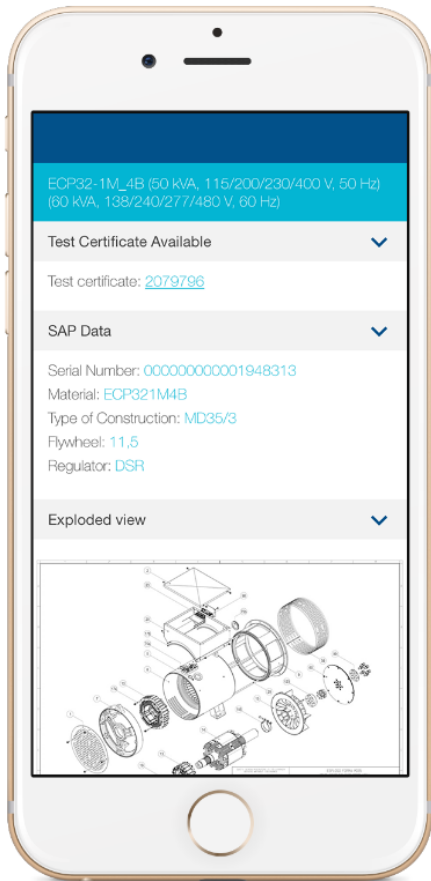 ECP32-1M_4B (50 kVA, 115/200/230/400 V, 50 Hz)
(60 kVA, 138/240/277/480 V, 60 Hz)
Test Certificate Available
Test certificate: 2079796
SAP Data
Serial Number: 000000000001948313
Material: ECP321M4B
Type of Construction: MD35/3
Flywheel: 11,5
Regulator: DSR
Exploded view